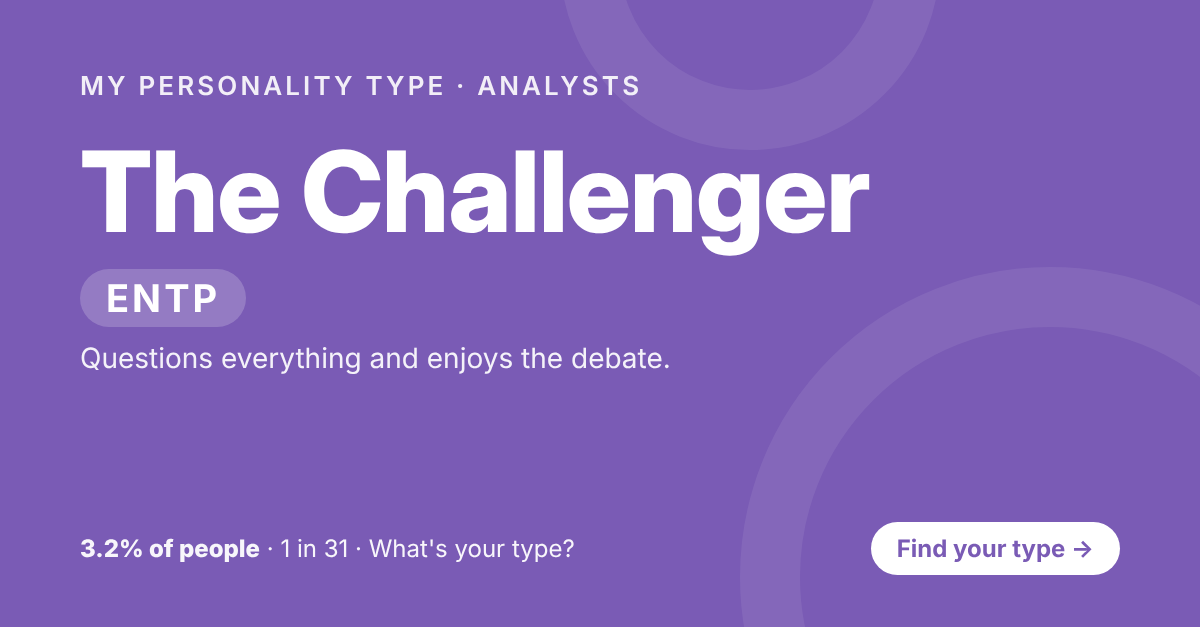 MY PERSONALITY TYPE · ANALYSTS
The Challenger
ENTP
Questions everything and enjoys the debate.
3.2% of people · 1 in 31 · What's your type?
Find your type →